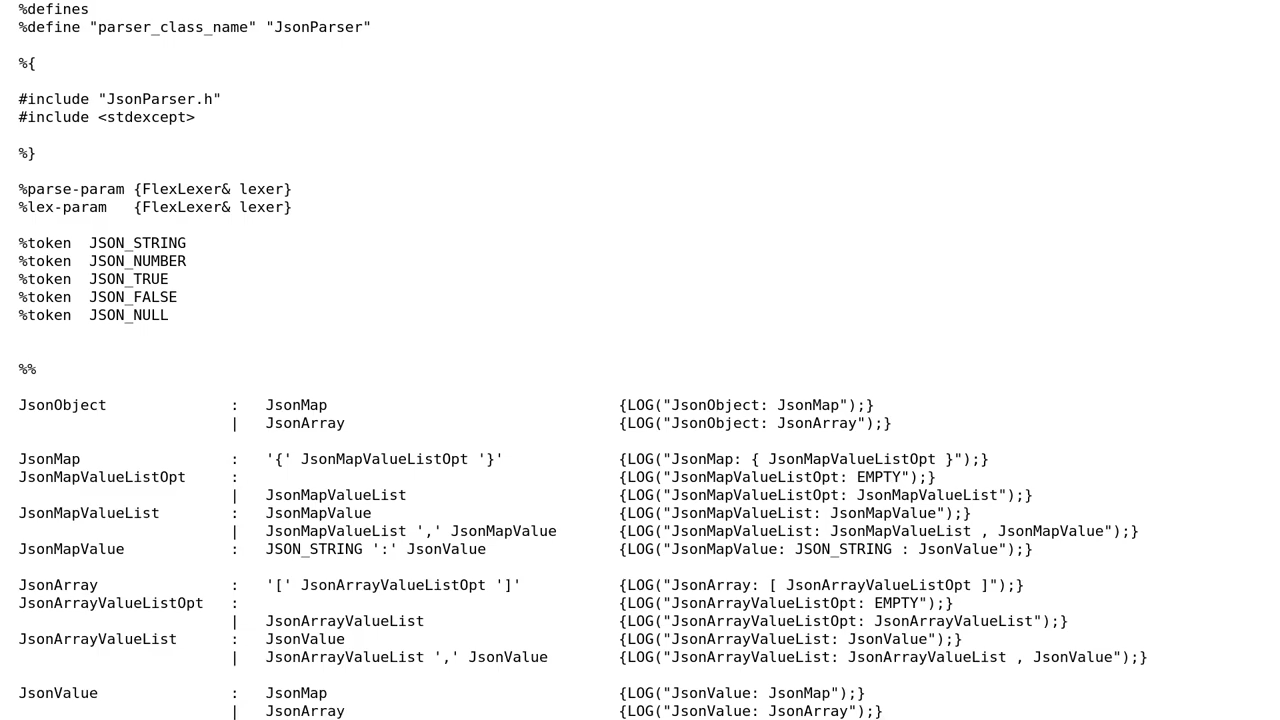 %defines
%define "parser_class_name" "JsonParser"
%{
#include "JsonParser.h"
#include <stdexcept>
%}
%parse-param {FlexLexer& lexer}
%lex-param   {FlexLexer& lexer}
%token  JSON_STRING
%token  JSON_NUMBER
%token  JSON_TRUE
%token  JSON_FALSE
%token  JSON_NULL
%%
JsonObject              :   JsonMap                                 {LOG("JsonObject: JsonMap");}
                        |   JsonArray                               {LOG("JsonObject: JsonArray");}
JsonMap                 :   '{' JsonMapValueListOpt '}'             {LOG("JsonMap: { JsonMapValueListOpt }");}
JsonMapValueListOpt     :                                           {LOG("JsonMapValueListOpt: EMPTY");}
                        |   JsonMapValueList                        {LOG("JsonMapValueListOpt: JsonMapValueList");}
JsonMapValueList        :   JsonMapValue                            {LOG("JsonMapValueList: JsonMapValue");}
                        |   JsonMapValueList ',' JsonMapValue       {LOG("JsonMapValueList: JsonMapValueList , JsonMapValue");}
JsonMapValue            :   JSON_STRING ':' JsonValue               {LOG("JsonMapValue: JSON_STRING : JsonValue");}
JsonArray               :   '[' JsonArrayValueListOpt ']'           {LOG("JsonArray: [ JsonArrayValueListOpt ]");}
JsonArrayValueListOpt   :                                           {LOG("JsonArrayValueListOpt: EMPTY");}
                        |   JsonArrayValueList                      {LOG("JsonArrayValueListOpt: JsonArrayValueList");}
JsonArrayValueList      :   JsonValue                               {LOG("JsonArrayValueList: JsonValue");}
                        |   JsonArrayValueList ',' JsonValue        {LOG("JsonArrayValueList: JsonArrayValueList , JsonValue");}
JsonValue               :   JsonMap                                 {LOG("JsonValue: JsonMap");}
                        |   JsonArray                               {LOG("JsonValue: JsonArray");}